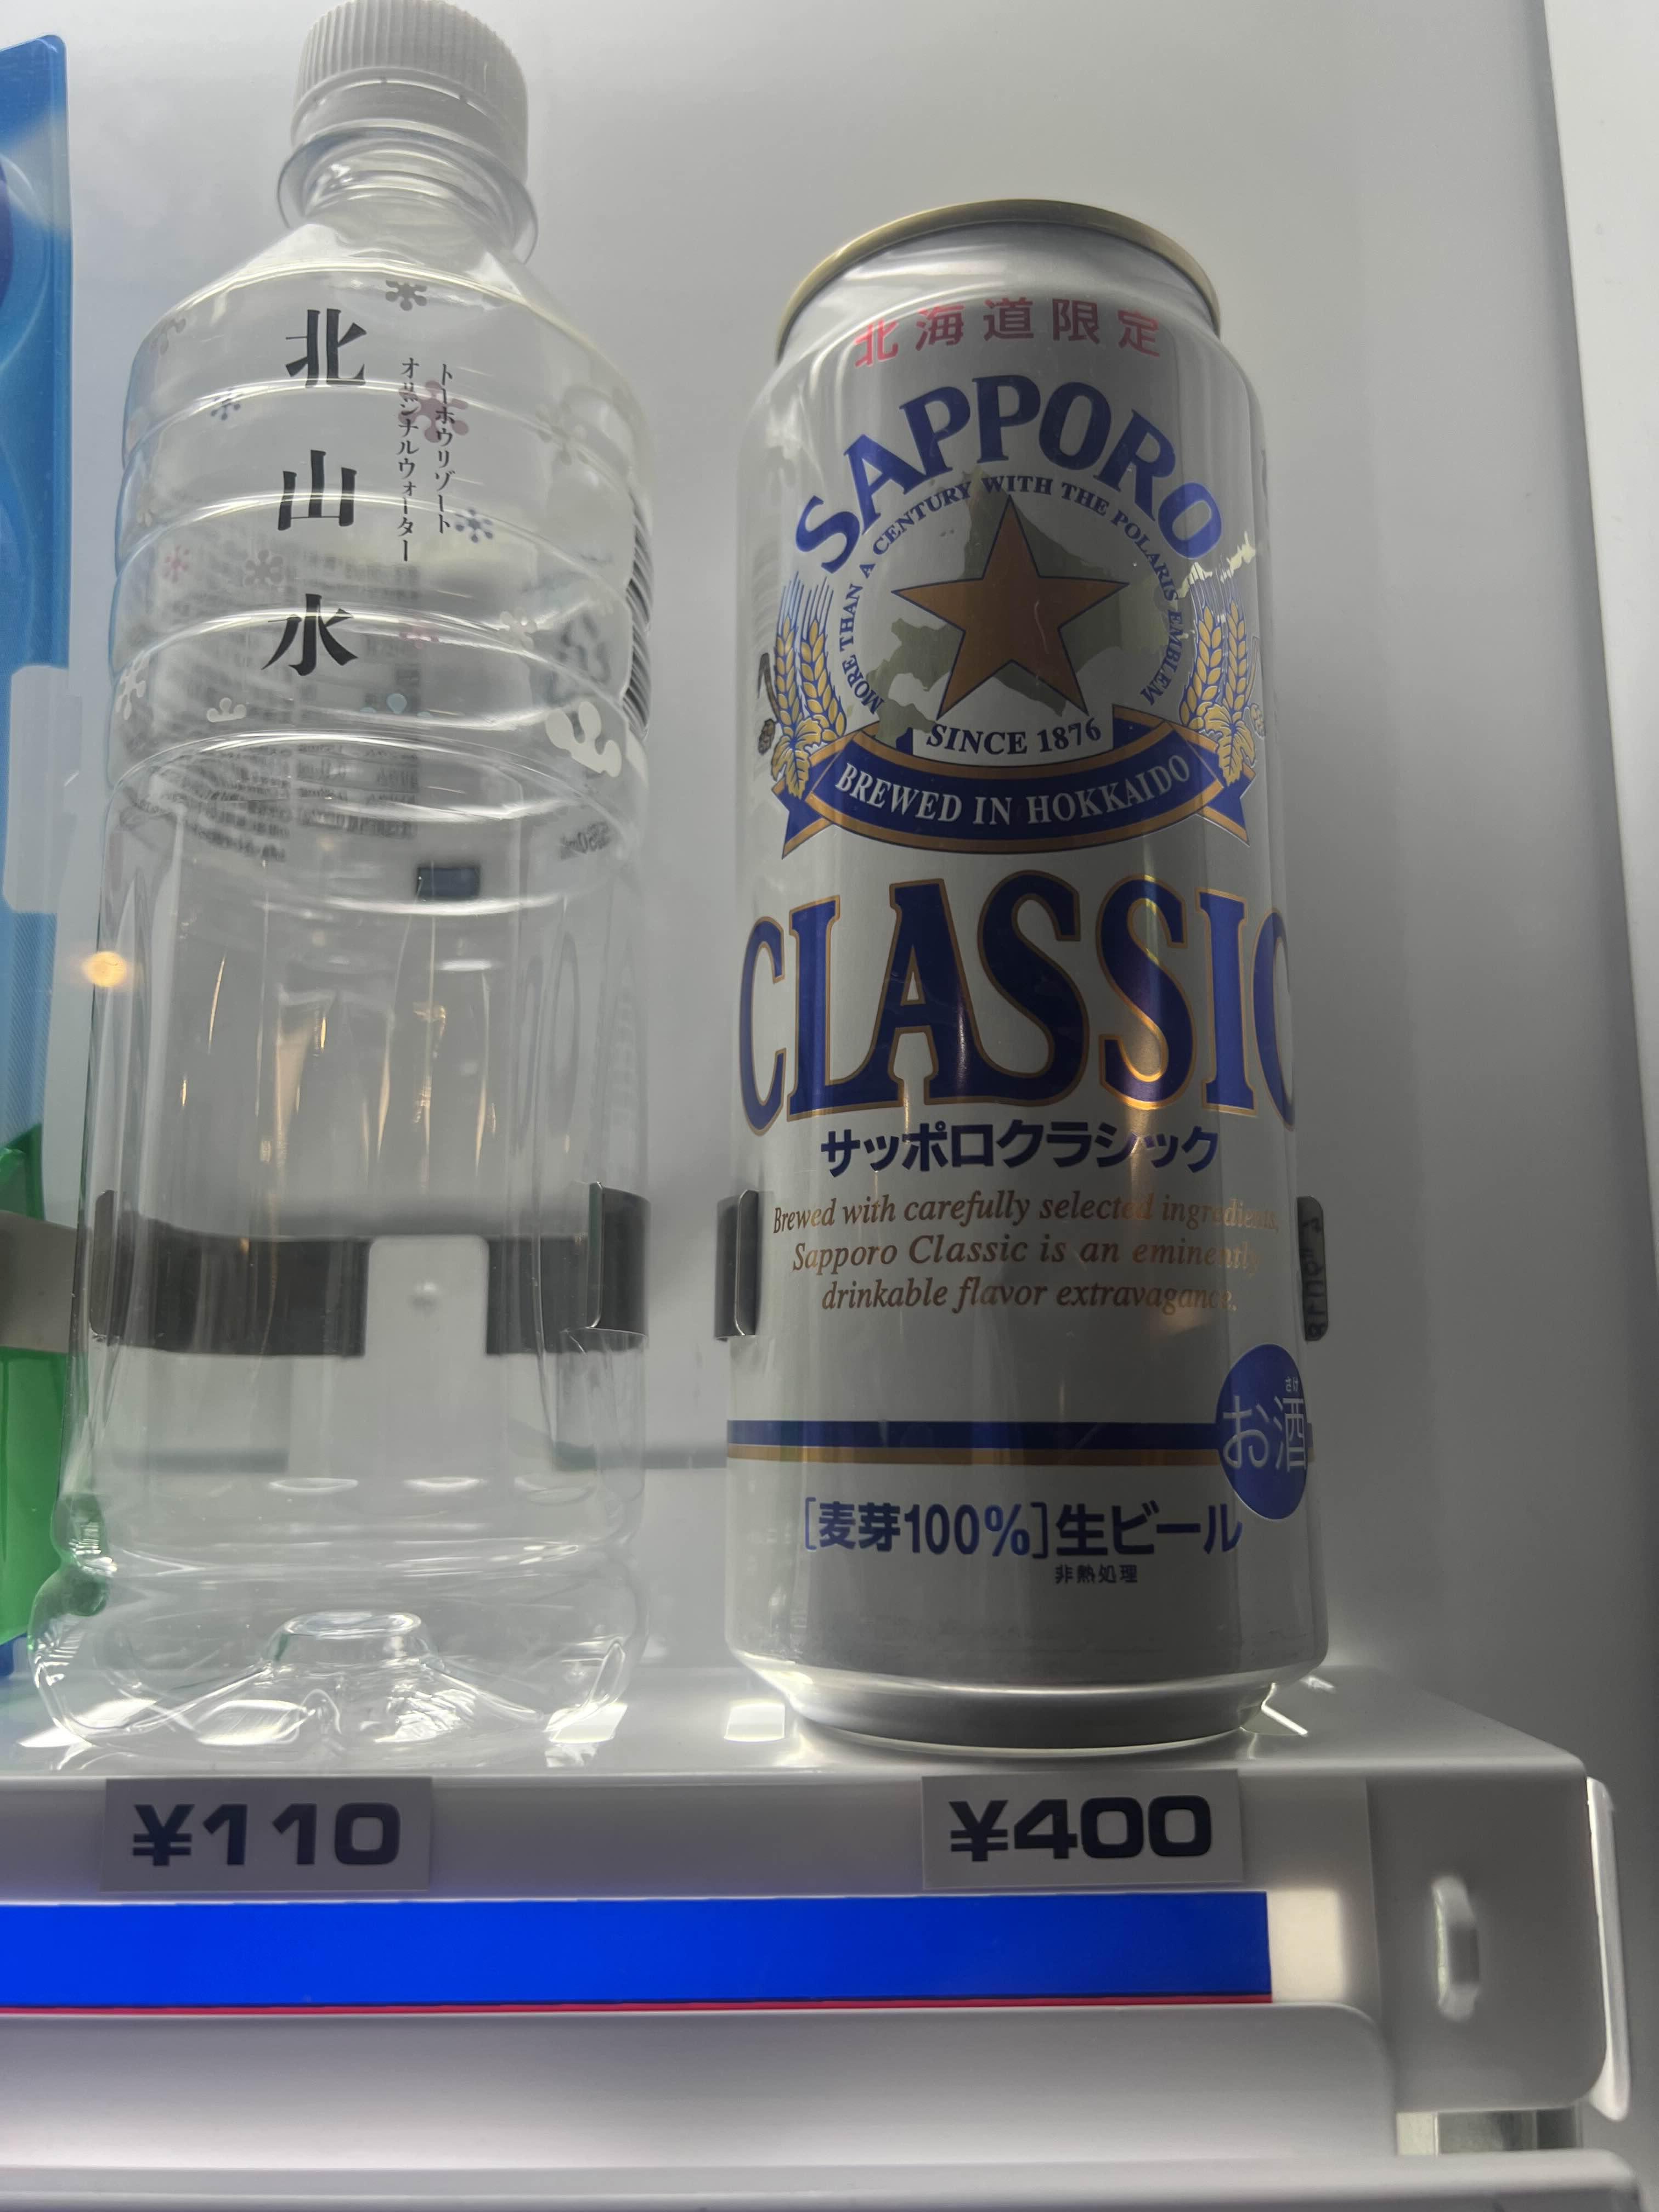 北山水
トーホウリゾート
オリジナルウォーター
北海道限定
SAPPORO
MORE THAN A CENTURY WITH THE POLARIS EMBLEM
SINCE 1876
BREWED IN HOKKAIDO
CLASSIC
サッポロクラシック
Brewed with carefully selected ingredients,
Sapporo Classic is an eminently
drinkable flavor extravagance.
さけ
お酒
[麦芽100%]生ビール
非熱処理
¥110
¥400